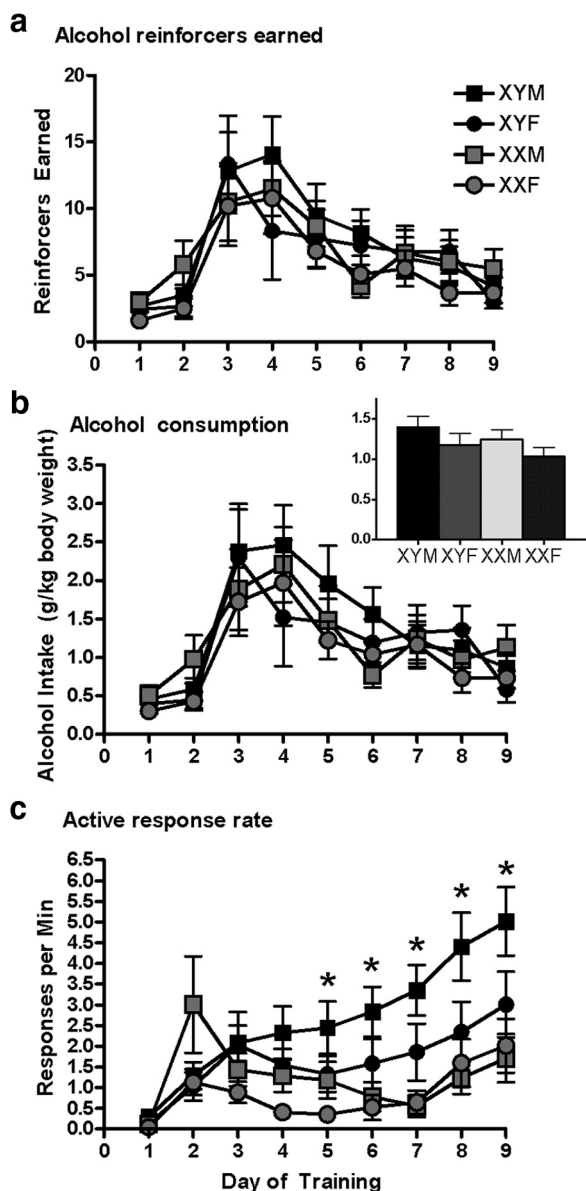 a Alcohol reinforcers earned
20
15
10
5
0
Reinforcers Earned
XYM
XYF
XXM
XXF
0 1 2 3 4 5 6 7 8 9
b Alcohol consumption
3.5
3.0
2.5
2.0
1.5
1.0
0.5
0.0
Alcohol Intake (g/kg body weight)
1.5
1.0
0.5
0.0
XYM XYF XXM XXF
0 1 2 3 4 5 6 7 8 9
c Active response rate
6.5
6.0
5.5
5.0
4.5
4.0
3.5
3.0
2.5
2.0
1.5
1.0
0.5
0.0
Responses per Min
* * * * *
0 1 2 3 4 5 6 7 8 9
Day of Training